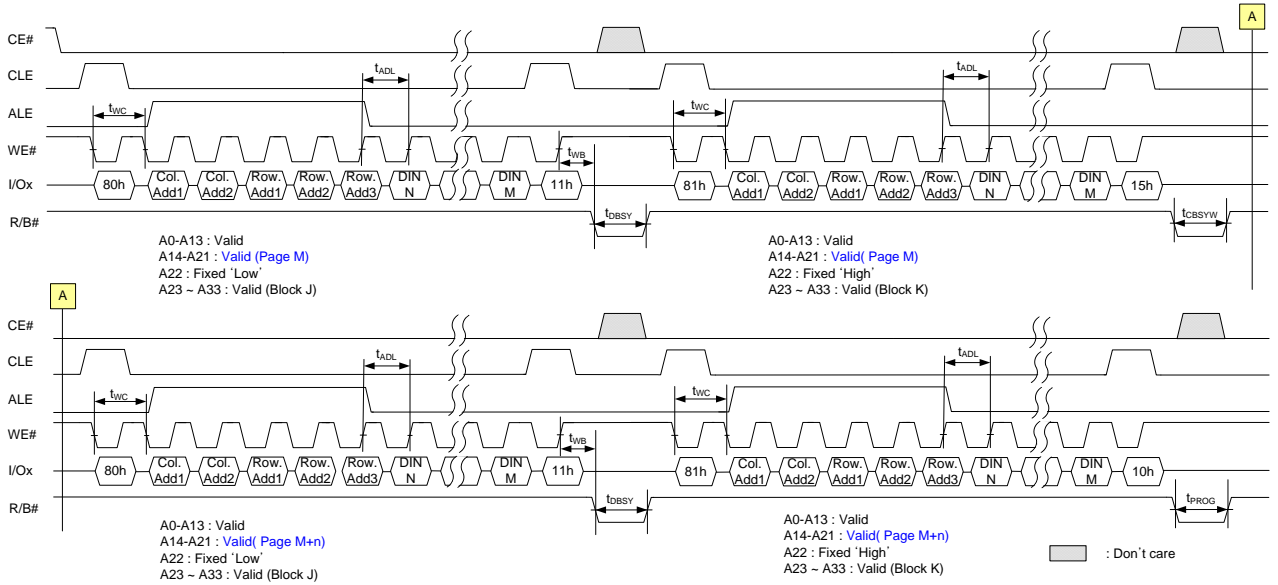 A
CE#
CLE
tADL tADL
ALE
tWC tWC
WE#
tWB
I/Ox 80h Col. Add1 Col. Add2 Row. Add1 Row. Add2 Row. Add3 DIN N DIN M 11h 81h Col. Add1 Col. Add2 Row. Add1 Row. Add2 Row. Add3 DIN N DIN M 15h
R/B# tDBSY tCBSYW
A0-A13 : Valid
A14-A21 : Valid (Page M)
A22 : Fixed ‘Low’
A23 ~ A33 : Valid (Block J)
A0-A13 : Valid
A14-A21 : Valid( Page M)
A22 : Fixed ‘High’
A23 ~ A33 : Valid (Block K)
A
CE#
CLE
tADL tADL
ALE
tWC tWC
WE#
tWB
I/Ox 80h Col. Add1 Col. Add2 Row. Add1 Row. Add2 Row. Add3 DIN N DIN M 11h 81h Col. Add1 Col. Add2 Row. Add1 Row. Add2 Row. Add3 DIN N DIN M 10h
R/B# tDBSY tPROG
A0-A13 : Valid
A14-A21 : Valid( Page M+n)
A22 : Fixed ‘Low’
A23 ~ A33 : Valid (Block J)
A0-A13 : Valid
A14-A21 : Valid( Page M+n)
A22 : Fixed ‘High’
A23 ~ A33 : Valid (Block K)
: Don’t care